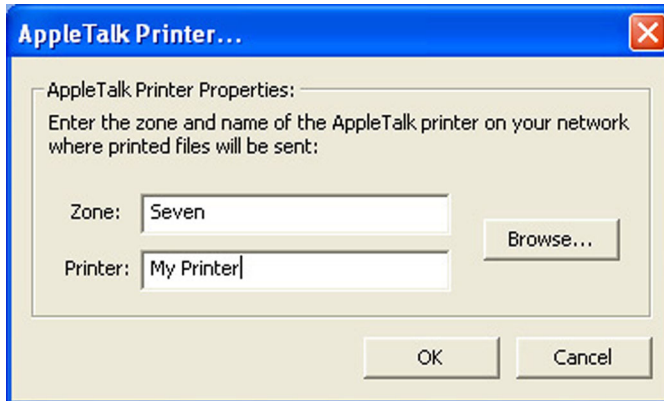 AppleTalk Printer...
AppleTalk Printer Properties:
Enter the zone and name of the AppleTalk printer on your network
where printed files will be sent:
Zone: Seven
Browse...
Printer: My Printer
OK Cancel